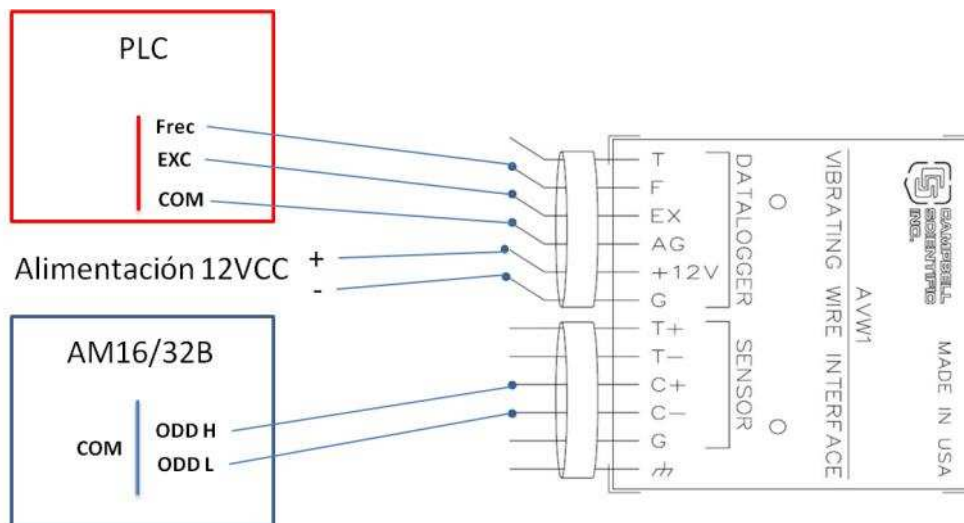 PLC
Frec
EXC
COM
Alimentación 12VCC
+
-
AM16/32B
COM
ODD H
ODD L
T
F
EX
AG
+12V
G
T+
T-
C+
C-
G
DATALOGGER
SENSOR
VIBRATING WIRE INTERFACE
AVW1
CAMPBELL
SCIENTIFIC
INC.
MADE IN USA